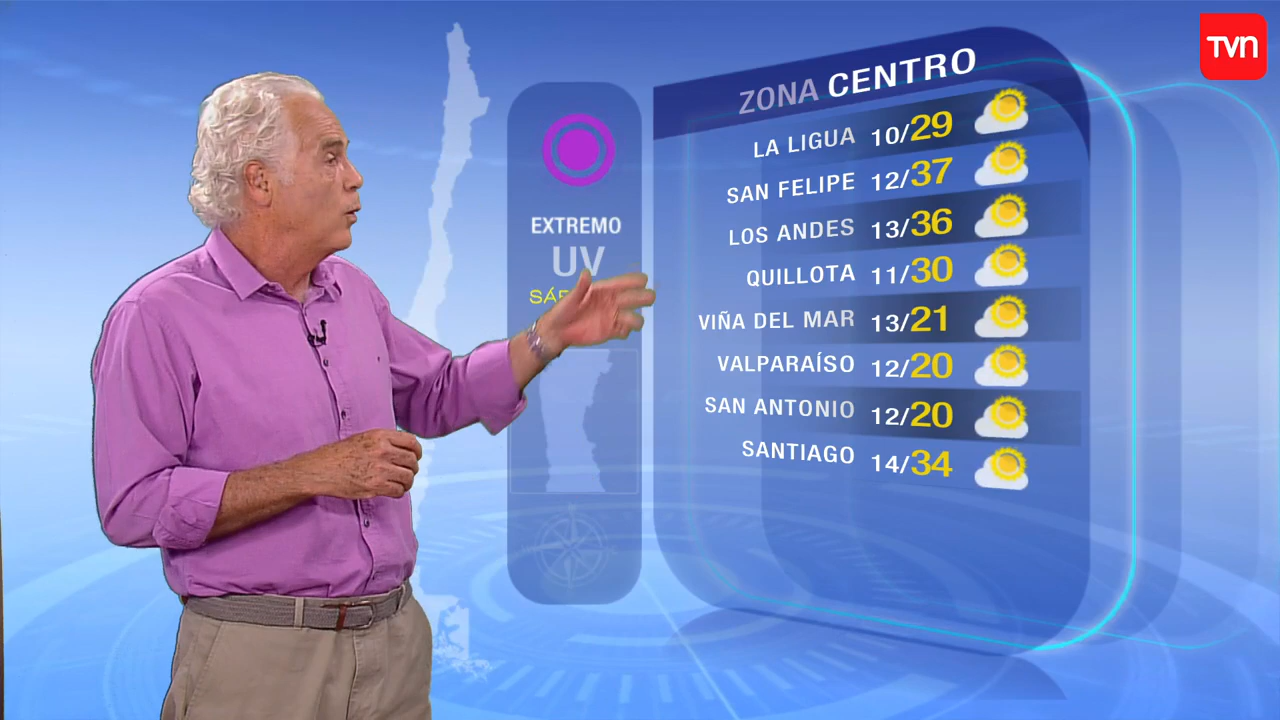 TVN
ZONA CENTRO
LA LIGUA 10/29
SAN FELIPE 12/37
LOS ANDES 13/36
QUILLOTA 11/30
VIÑA DEL MAR 13/21
VALPARAÍSO 12/20
SAN ANTONIO 12/20
SANTIAGO 14/34
EXTREMO
UV